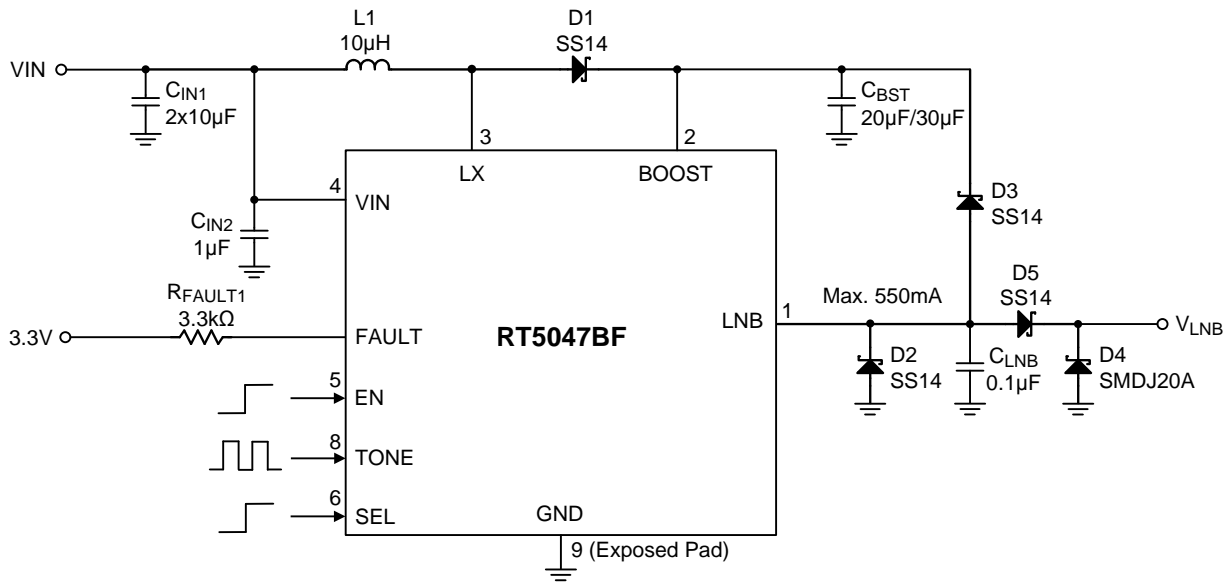 L1
10µH
D1
SS14
VIN
CIN1
2x10µF
CBST
20µF/30µF
3
2
LX
BOOST
4
VIN
D3
SS14
CIN2
1µF
RFAULT1
3.3kΩ
3.3V
FAULT
RT5047BF
LNB
1
Max. 550mA
D5
SS14
VLNB
D2
SS14
CLNB
0.1µF
D4
SMDJ20A
5
EN
8
TONE
6
SEL
GND
9 (Exposed Pad)